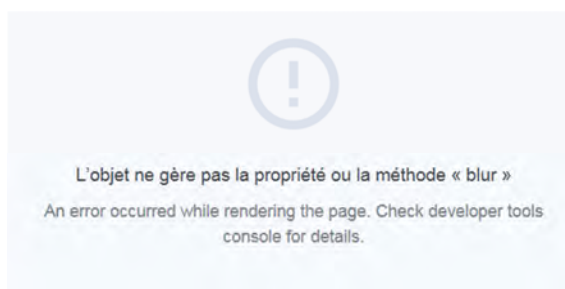 L'objet ne gère pas la propriété ou la méthode « blur »
An error occurred while rendering the page. Check developer tools
console for details.